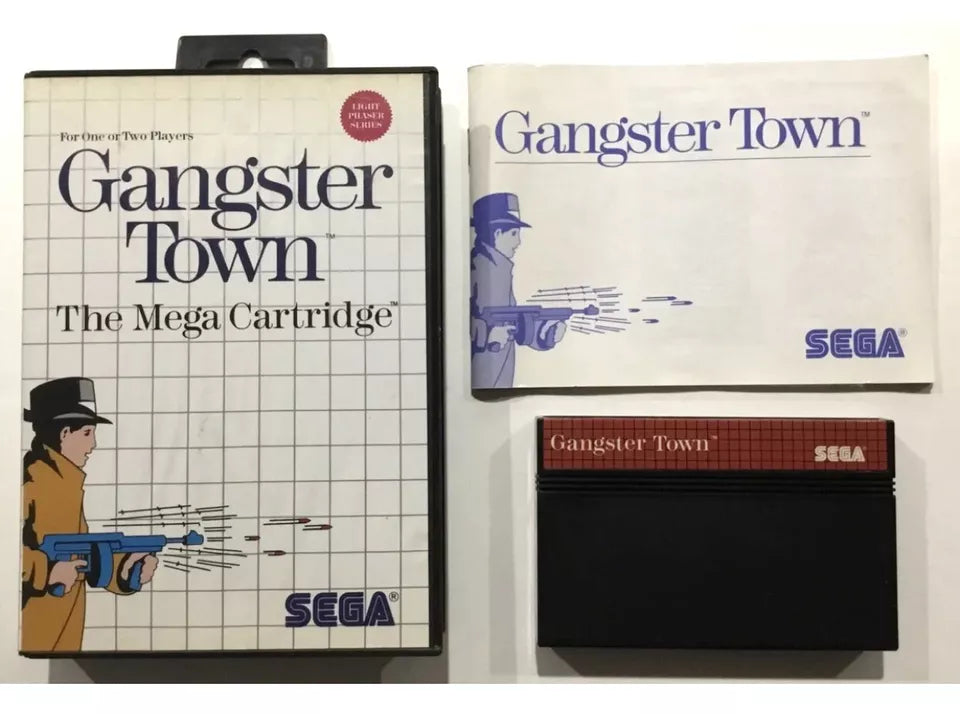 LIGHT
PHASER
SERIES
For One or Two Players
Gangster
Town™
The Mega Cartridge™
SEGA®
Gangster Town™
SEGA®
Gangster Town™
SEGA